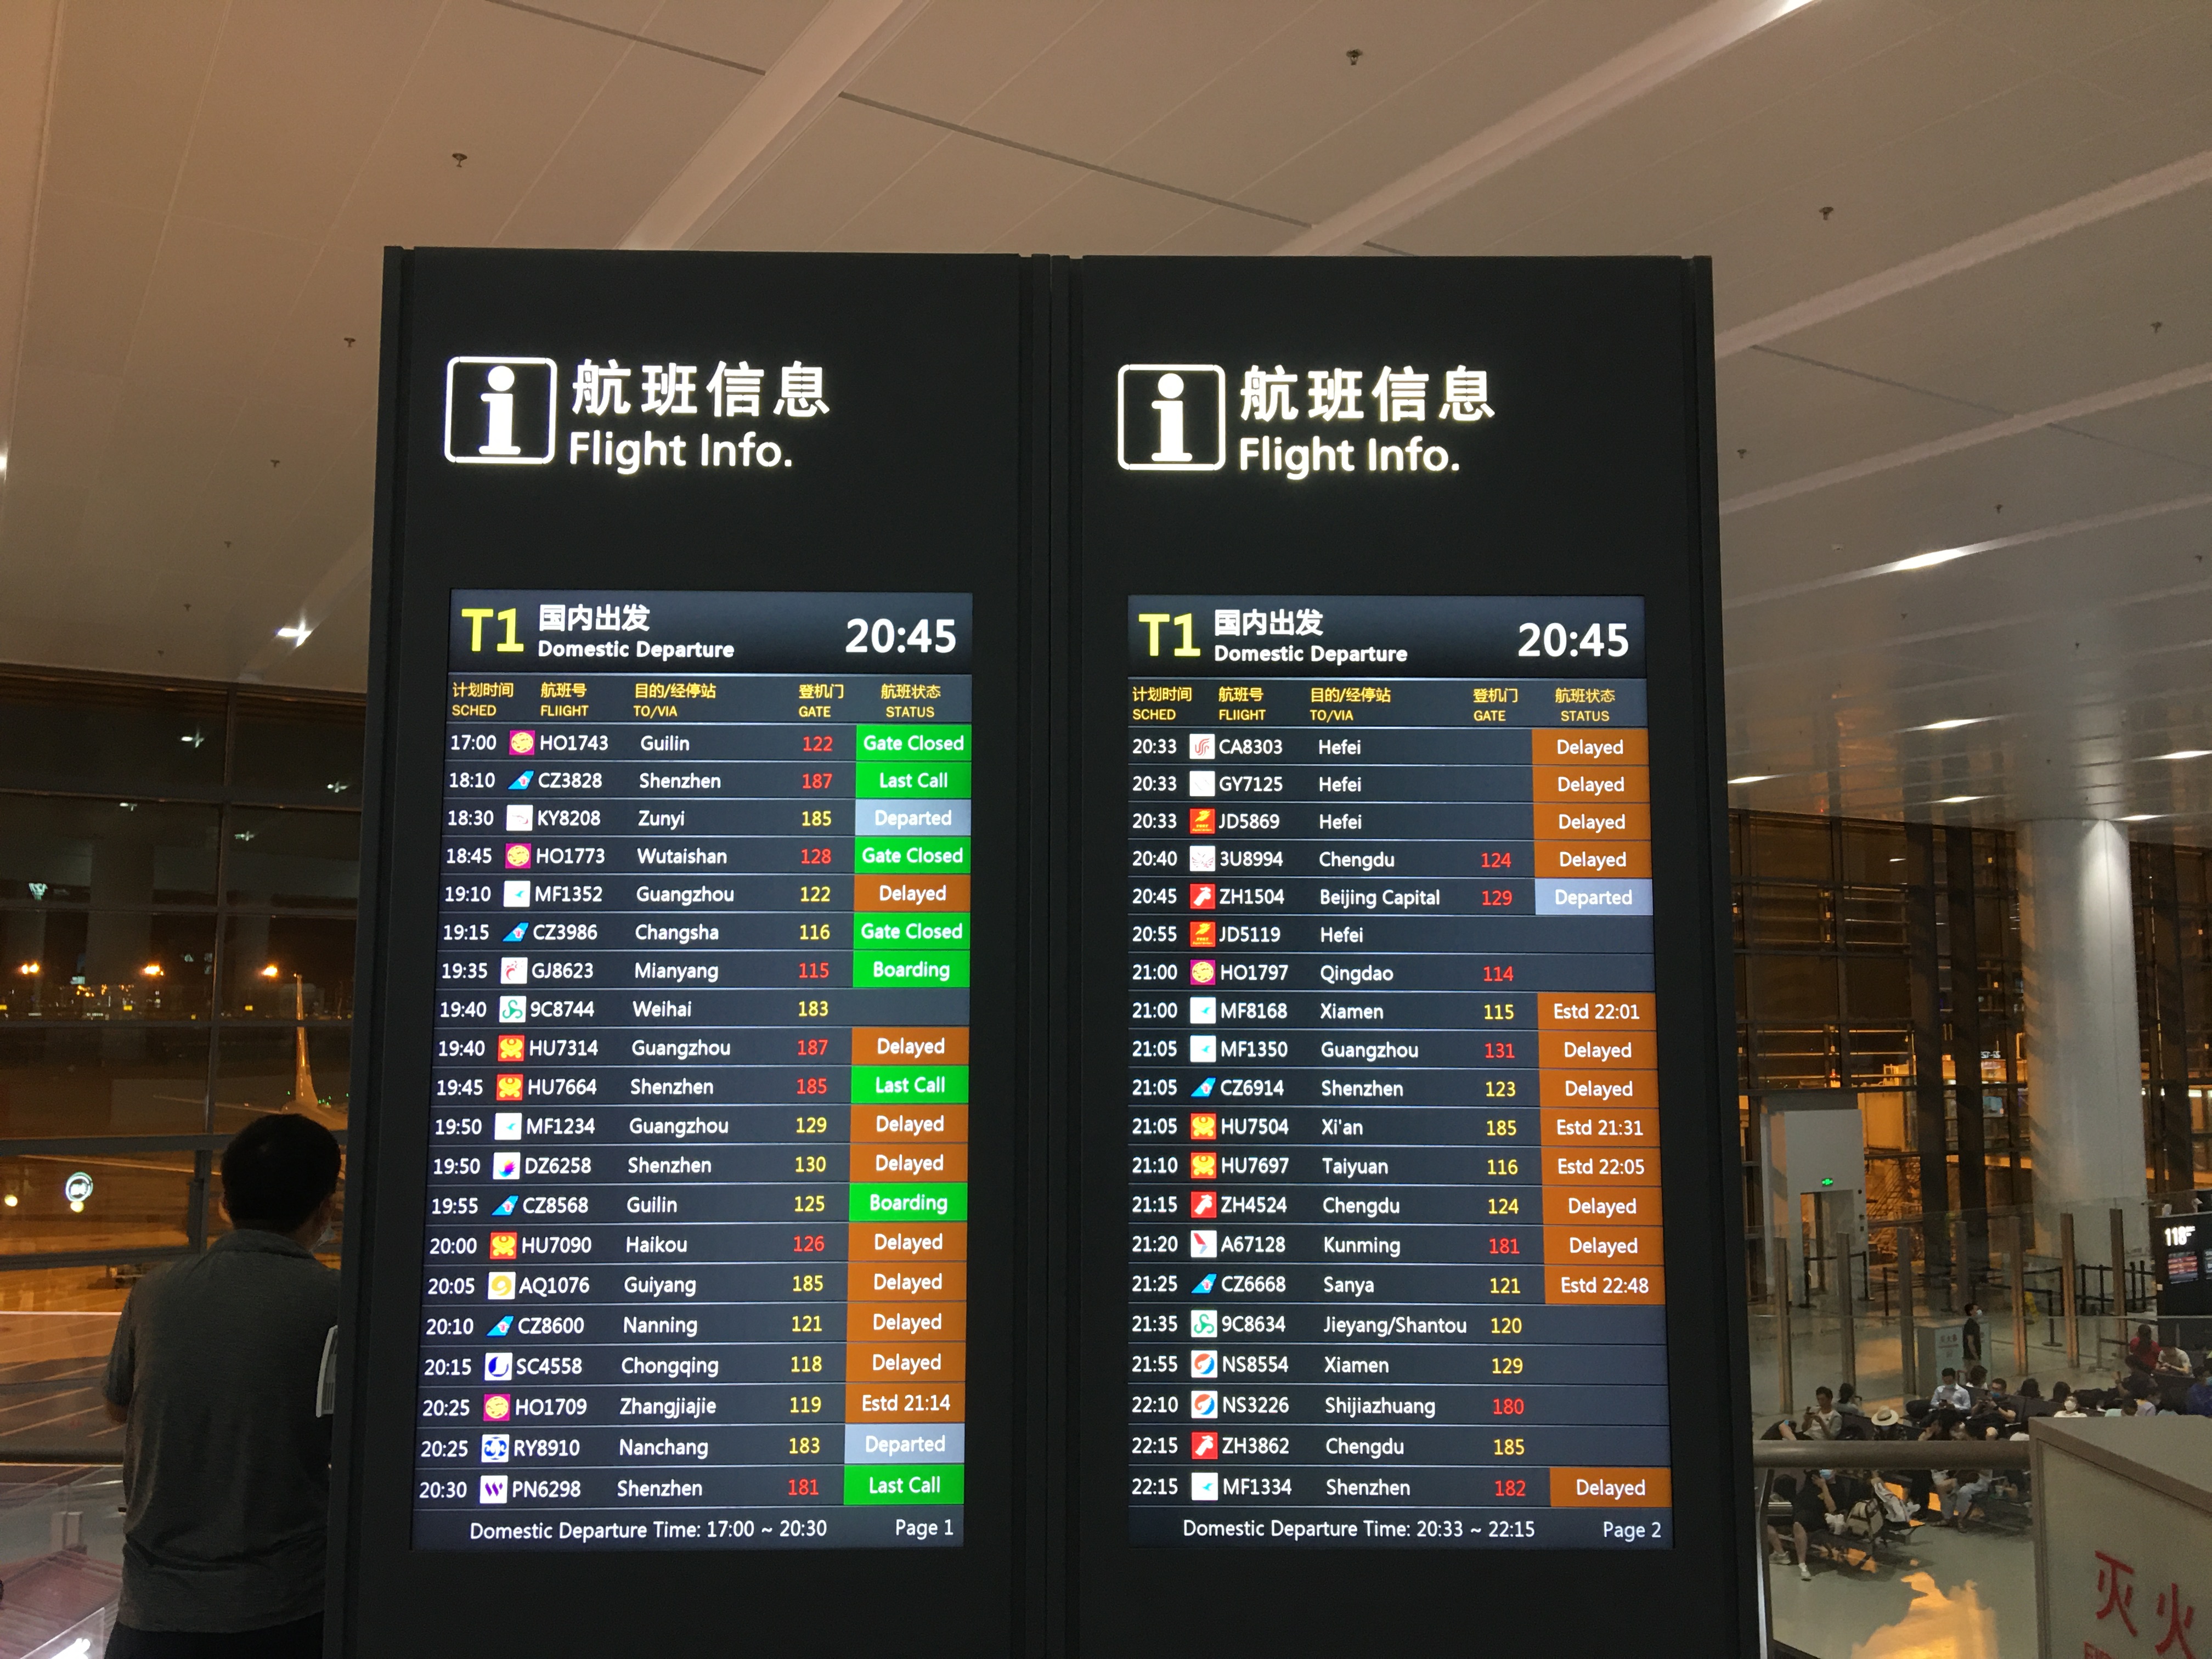 航班信息
Flight Info.
T1 国内出发 20:45
Domestic Departure
计划时间 航班号 目的/经停站 登机门 航班状态
SCHED FLIIGHT TO/VIA GATE STATUS
17:00 HO1743 Guilin 122 Gate Closed
18:10 CZ3828 Shenzhen 187 Last Call
18:30 KY8208 Zunyi 185 Departed
18:45 HO1773 Wutaishan 128 Gate Closed
19:10 MF1352 Guangzhou 122 Delayed
19:15 CZ3986 Changsha 116 Gate Closed
19:35 GJ8623 Mianyang 115 Boarding
19:40 9C8744 Weihai 183
19:40 HU7314 Guangzhou 187 Delayed
19:45 HU7664 Shenzhen 185 Last Call
19:50 MF1234 Guangzhou 129 Delayed
19:50 DZ6258 Shenzhen 130 Delayed
19:55 CZ8568 Guilin 125 Boarding
20:00 HU7090 Haikou 126 Delayed
20:05 AQ1076 Guiyang 185 Delayed
20:10 CZ8600 Nanning 121 Delayed
20:15 SC4558 Chongqing 118 Delayed
20:25 HO1709 Zhangjiajie 119 Estd 21:14
20:25 RY8910 Nanchang 183 Departed
20:30 PN6298 Shenzhen 181 Last Call
Domestic Departure Time: 17:00 ~ 20:30 Page 1
航班信息
Flight Info.
T1 国内出发 20:45
Domestic Departure
计划时间 航班号 目的/经停站 登机门 航班状态
SCHED FLIIGHT TO/VIA GATE STATUS
20:33 CA8303 Hefei Delayed
20:33 GY7125 Hefei Delayed
20:33 JD5869 Hefei Delayed
20:40 3U8994 Chengdu 124 Delayed
20:45 ZH1504 Beijing Capital 129 Departed
20:55 JD5119 Hefei
21:00 HO1797 Qingdao 114
21:00 MF8168 Xiamen 115 Estd 22:01
21:05 MF1350 Guangzhou 131 Delayed
21:05 CZ6914 Shenzhen 123 Delayed
21:05 HU7504 Xi'an 185 Estd 21:31
21:10 HU7697 Taiyuan 116 Estd 22:05
21:15 ZH4524 Chengdu 124 Delayed
21:20 A67128 Kunming 181 Delayed
21:25 CZ6668 Sanya 121 Estd 22:48
21:35 9C8634 Jieyang/Shantou 120
21:55 NS8554 Xiamen 129
22:10 NS3226 Shijiazhuang 180
22:15 ZH3862 Chengdu 185
22:15 MF1334 Shenzhen 182 Delayed
Domestic Departure Time: 20:33 ~ 22:15 Page 2
118
灭火